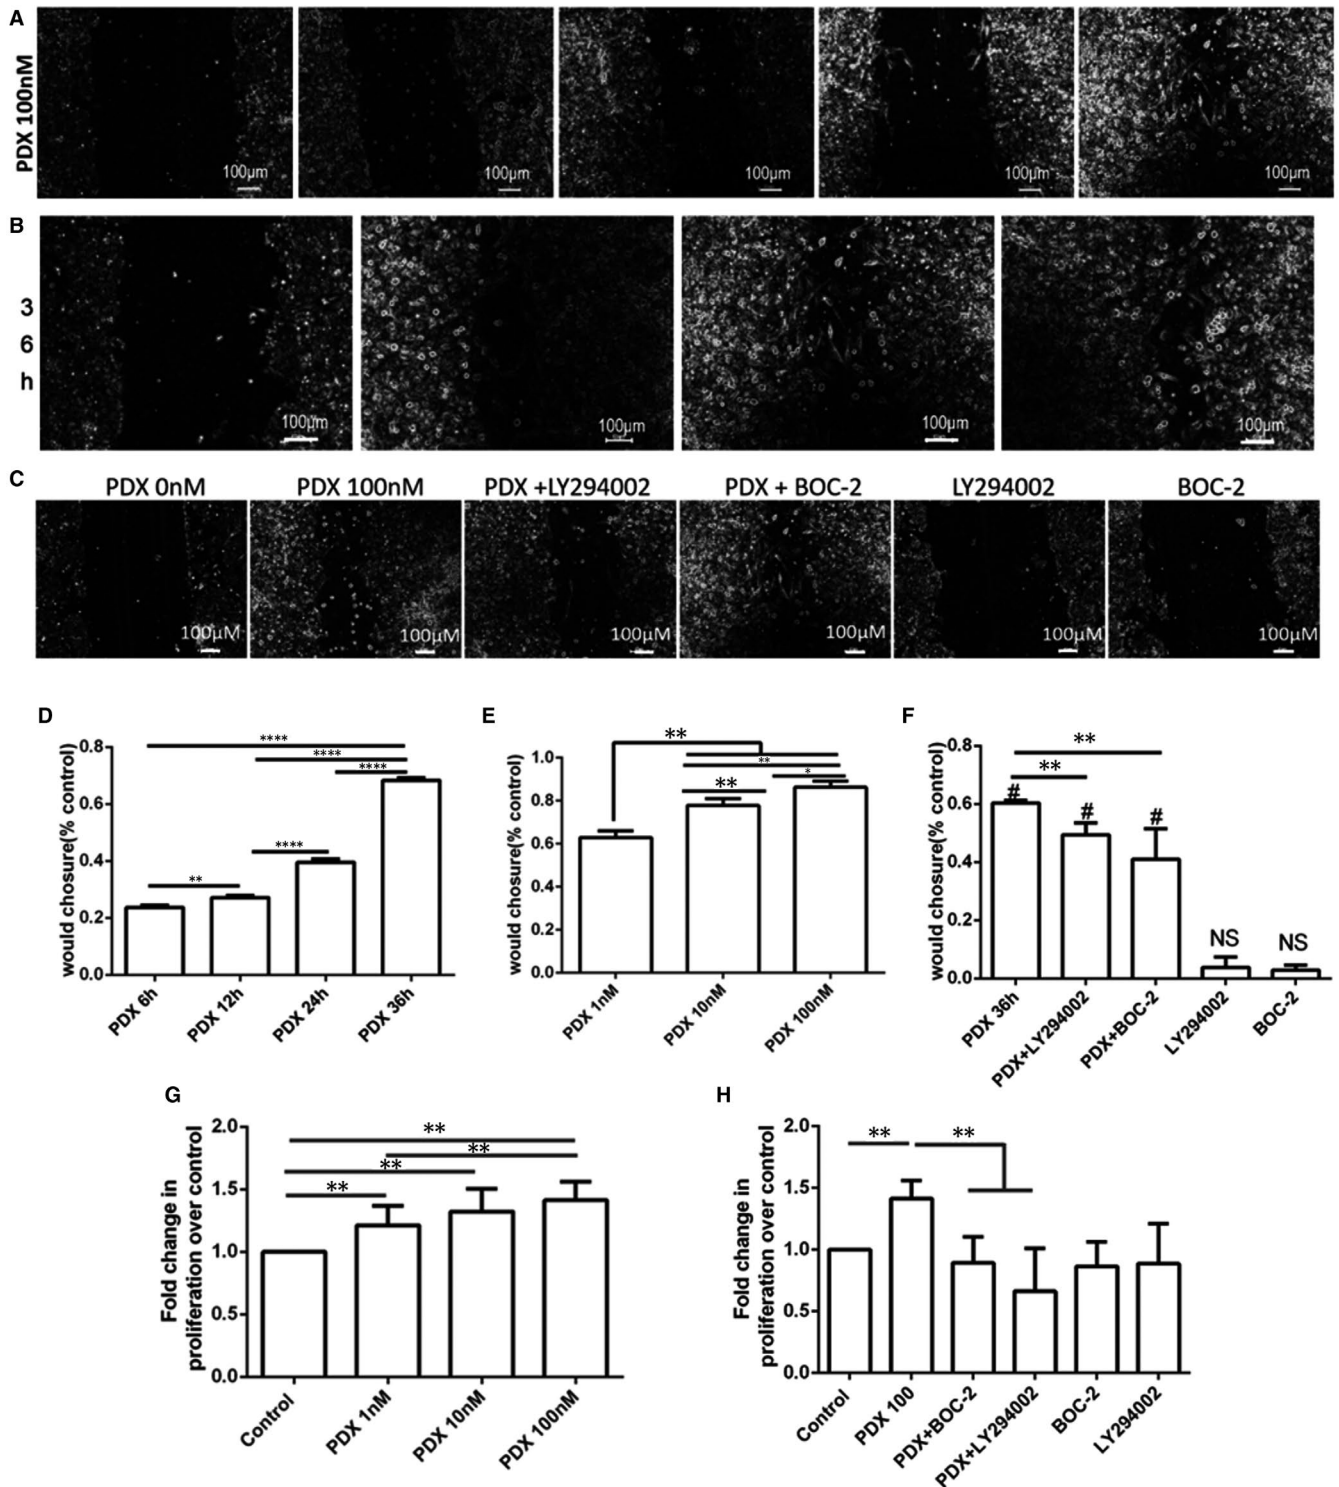 A
PDX 100nM
100µm
100µm
100µm
100µm
100µm
B
3
6
h
100µm
100µm
100µm
100µm
C
PDX 0nM
PDX 100nM
PDX +LY294002
PDX + BOC-2
LY294002
BOC-2
100µM
100µM
100µM
100µM
100µM
100µM
D
would chosure(% control)
0.8
0.6
0.4
0.2
0.0
****
****
****
****
**
PDX 6h
PDX 12h
PDX 24h
PDX 36h
E
would chosure(% control)
1.0
0.8
0.6
0.4
0.2
0.0
**
**
*
**
PDX 1nM
PDX 10nM
PDX 100nM
F
would chosure(% control)
0.8
0.6
0.4
0.2
0.0
**
**
#
#
#
NS
NS
PDX 36h
PDX+LY294002
PDX+BOC-2
LY294002
BOC-2
G
Fold change in
proliferation over control
2.0
1.5
1.0
0.5
0.0
**
**
**
**
Control
PDX 1nM
PDX 10nM
PDX 100nM
H
Fold change in
proliferation over control
2.0
1.5
1.0
0.5
0.0
**
**
Control
PDX 100
PDX+BOC-2
PDX+LY294002
BOC-2
LY294002